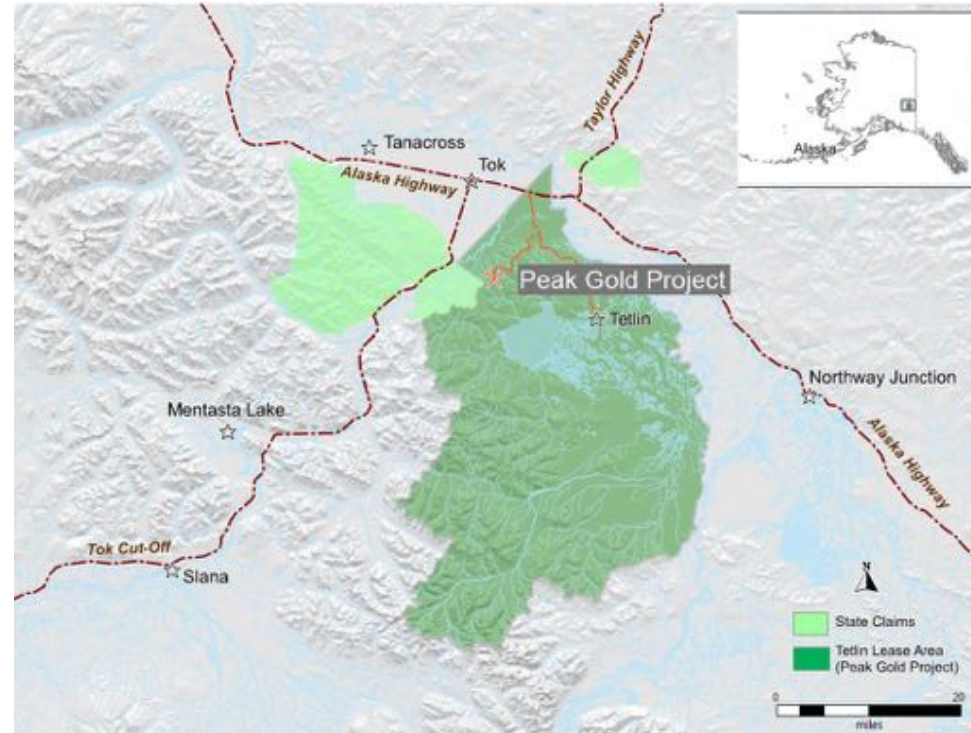 Taylor Highway
Alaska
Tanacross
Tok
Alaska Highway
Peak Gold Project
Tetlin
Northway Junction
Mentasta Lake
Alaska Highway
Tok Cut-Off
Slana
N
State Claims
Tetlin Lease Area
(Peak Gold Project)
0 20
miles